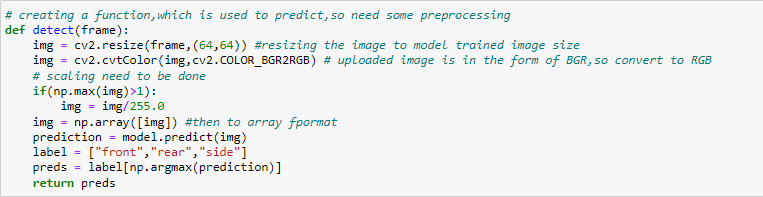 # creating a function,which is used to predict,so need some preprocessing
def detect(frame):
    img = cv2.resize(frame,(64,64)) #resizing the image to model trained image size
    img = cv2.cvtColor(img,cv2.COLOR_BGR2RGB) # uploaded image is in the form of BGR,so convert to RGB
    # scaling need to be done
    if(np.max(img)>1):
        img = img/255.0
    img = np.array([img]) #then to array fpormat
    prediction = model.predict(img)
    label = ["front","rear","side"]
    preds = label[np.argmax(prediction)]
    return preds